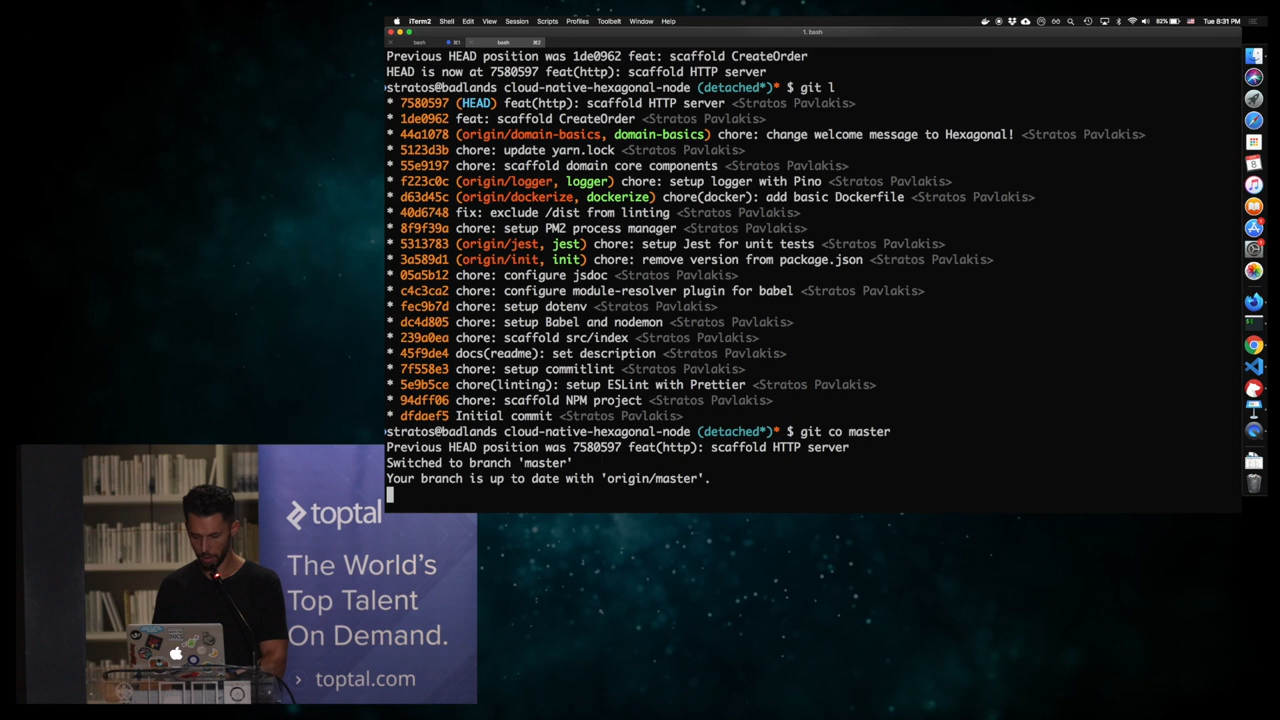 iTerm2 Shell Edit View Session Scripts Profiles Toolbelt Window Help
82% Tue 8:31 PM
1. bash
bash ⌘1 bash ⌘2
Previous HEAD position was 1de0962 feat: scaffold CreateOrder
HEAD is now at 7580597 feat(http): scaffold HTTP server
stratos@badlands cloud-native-hexagonal-node (detached*)* $ git l
* 7580597 (HEAD) feat(http): scaffold HTTP server <Stratos Pavlakis>
* 1de0962 feat: scaffold CreateOrder <Stratos Pavlakis>
* 44a1078 (origin/domain-basics, domain-basics) chore: change welcome message to Hexagonal! <Stratos Pavlakis>
* 5123d3b chore: update yarn.lock <Stratos Pavlakis>
* 55e9197 chore: scaffold domain core components <Stratos Pavlakis>
* f223c0c (origin/logger, logger) chore: setup logger with Pino <Stratos Pavlakis>
* d63d45c (origin/dockerize, dockerize) chore(docker): add basic Dockerfile <Stratos Pavlakis>
* 40d6748 fix: exclude /dist from linting <Stratos Pavlakis>
* 8f9f39a chore: setup PM2 process manager <Stratos Pavlakis>
* 5313783 (origin/jest, jest) chore: setup Jest for unit tests <Stratos Pavlakis>
* 3a589d1 (origin/init, init) chore: remove version from package.json <Stratos Pavlakis>
* 05a5b12 chore: configure jsdoc <Stratos Pavlakis>
* c4c3ca2 chore: configure module-resolver plugin for babel <Stratos Pavlakis>
* fec9b7d chore: setup dotenv <Stratos Pavlakis>
* dc4d805 chore: setup Babel and nodemon <Stratos Pavlakis>
* 239a0ea chore: scaffold src/index <Stratos Pavlakis>
* 45f9de4 docs(readme): set description <Stratos Pavlakis>
* 7f558e3 chore: setup commitlint <Stratos Pavlakis>
* 5e9b5ce chore(linting): setup ESLint with Prettier <Stratos Pavlakis>
* 94dff06 chore: scaffold NPM project <Stratos Pavlakis>
* dfdaef5 Initial commit <Stratos Pavlakis>
stratos@badlands cloud-native-hexagonal-node (detached*)* $ git co master
Previous HEAD position was 7580597 feat(http): scaffold HTTP server
Switched to branch 'master'
Your branch is up to date with 'origin/master'.
toptal
The World's
Top Talent
On Demand.
> toptal.com